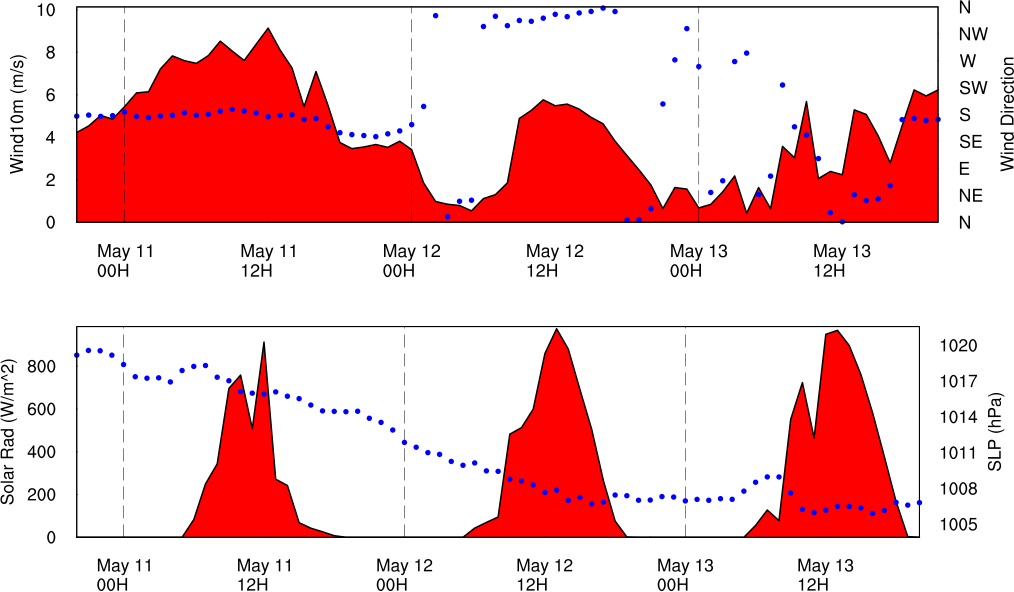 10
8
6
4
2
0
Wind10m (m/s)
N
NW
W
SW
S
SE
E
NE
N
Wind Direction
May 11
00H
May 11
12H
May 12
00H
May 12
12H
May 13
00H
May 13
12H
800
600
400
200
0
Solar Rad (W/m^2)
1020
1017
1014
1011
1008
1005
SLP (hPa)
May 11
00H
May 11
12H
May 12
00H
May 12
12H
May 13
00H
May 13
12H